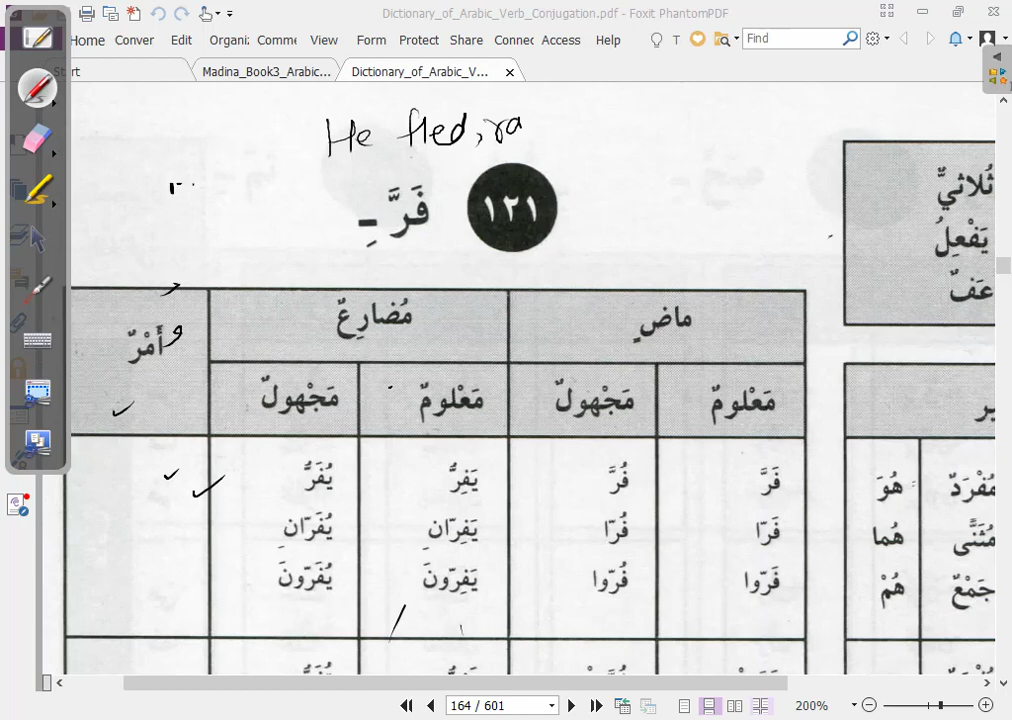 Dictionary_of_Arabic_Verb_Conjugation.pdf - Foxit PhantomPDF
Home Conver Edit Organi: Comme View Form Protect Share Connec Access Help T Find
Start Madina_Book3_Arabic... Dictionary_of_Arabic_V...
He fled, ra
١٢١ فَرَّ ـِ
ثُلاثيٌّ
يَفْعِلُ
عَفٌ
ماضٍ مُضارِعٌ أَمْرٌ
مَعْلومٌ مَجْهولٌ مَعْلومٌ مَجْهولٌ
مُفْرَدٌ هُوَ فَرَّ فُرَّ يَفِرُّ يُفَرُّ
مُثَنًّى هُما فَرّا فُرّا يَفِرّانِ يُفَرّانِ
جَمْعٌ هُمْ فَرّوا فُرّوا يَفِرّونَ يُفَرّونَ
164 / 601 200%